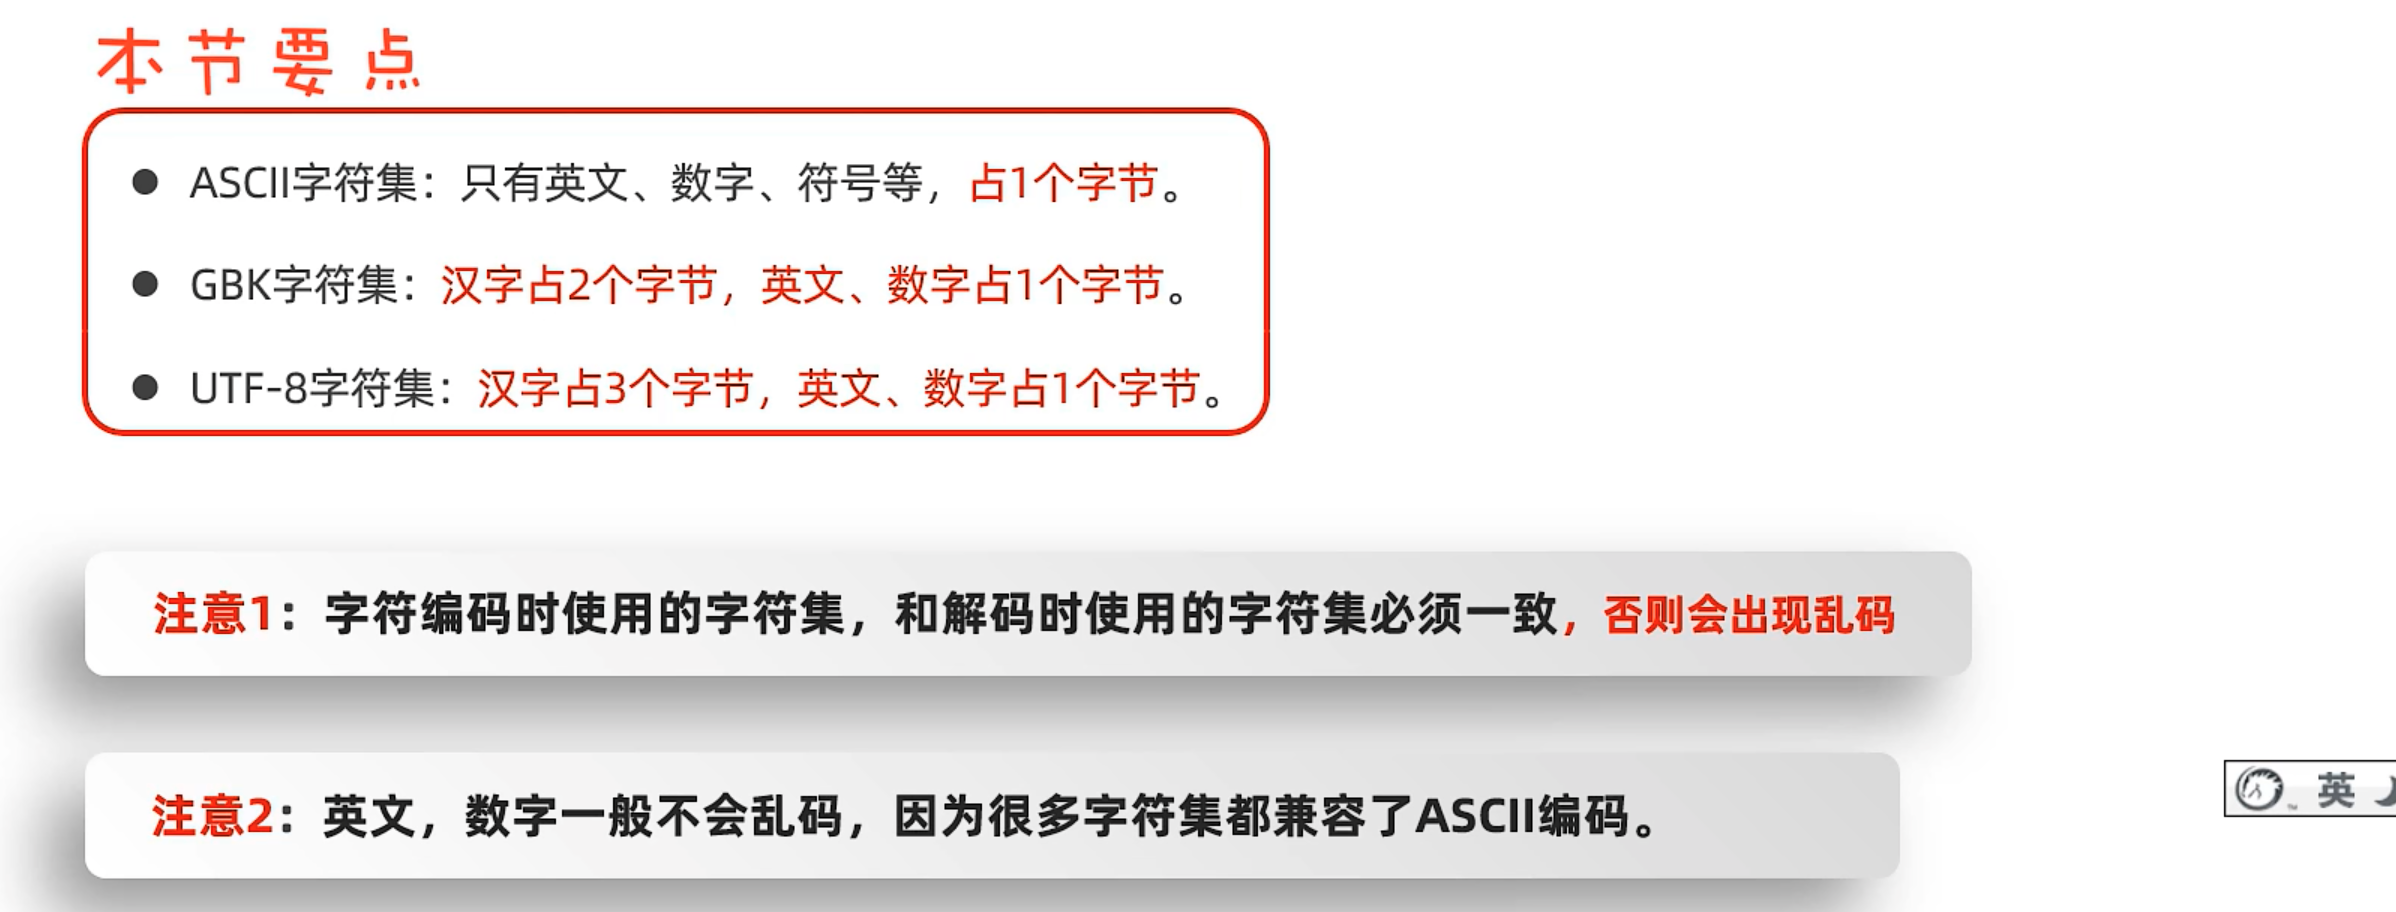 本节要点
● ASCII字符集：只有英文、数字、符号等，占1个字节。
● GBK字符集：汉字占2个字节，英文、数字占1个字节。
● UTF-8字符集：汉字占3个字节，英文、数字占1个字节。
注意1：字符编码时使用的字符集，和解码时使用的字符集必须一致，否则会出现乱码
注意2：英文，数字一般不会乱码，因为很多字符集都兼容了ASCII编码。
英